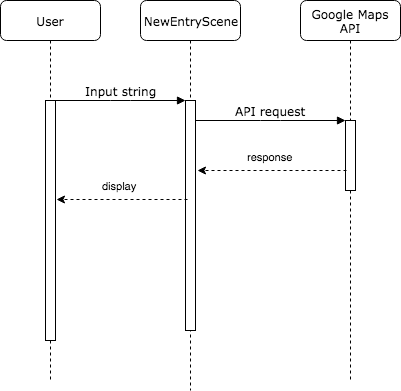 User
NewEntryScene
Google Maps
API
Input string
API request
response
display